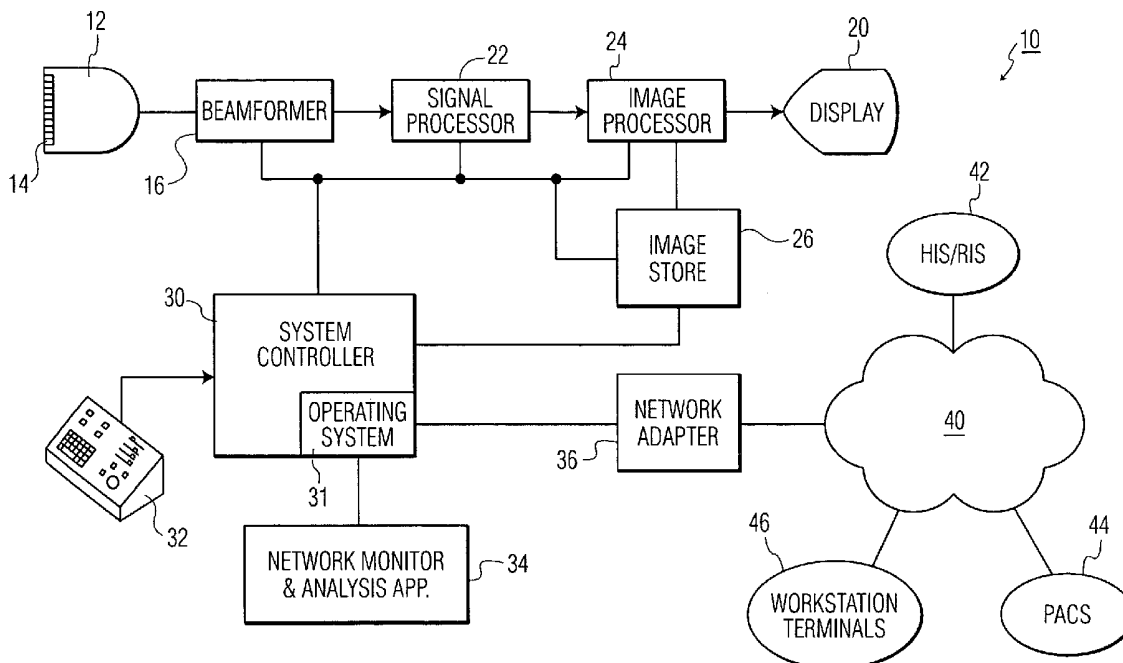 12
22
24
20
10
BEAMFORMER
SIGNAL
PROCESSOR
IMAGE
PROCESSOR
DISPLAY
14
16
42
IMAGE
STORE
26
HIS/RIS
30
SYSTEM
CONTROLLER
OPERATING
SYSTEM
NETWORK
ADAPTER
40
36
31
32
46
44
NETWORK MONITOR
& ANALYSIS APP.
34
WORKSTATION
TERMINALS
PACS